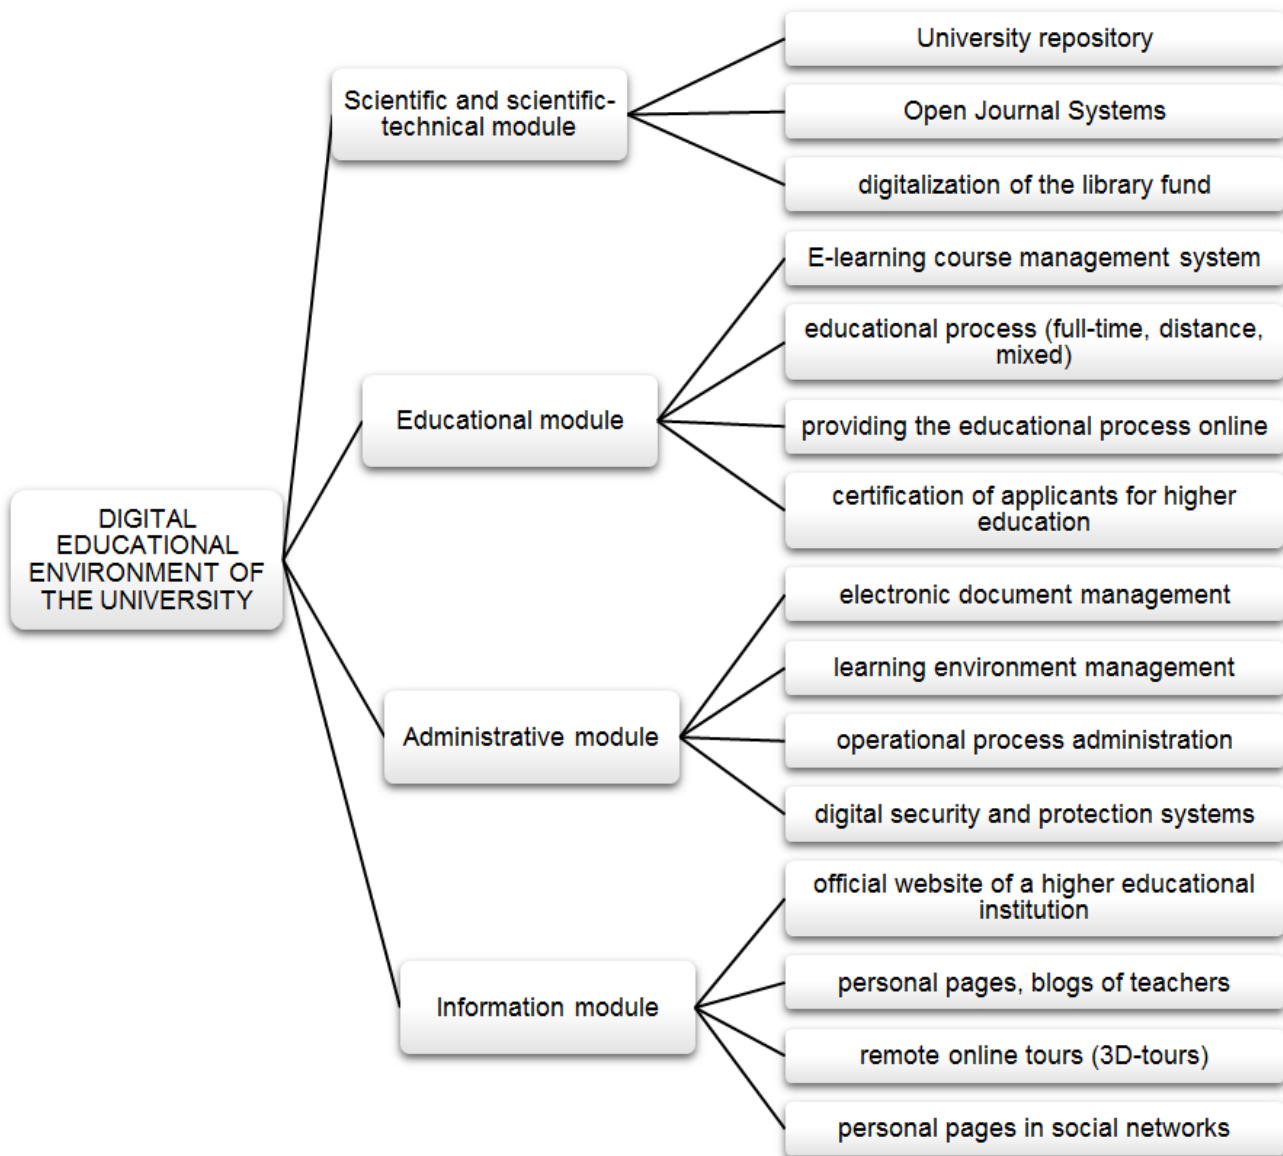 DIGITAL
EDUCATIONAL
ENVIRONMENT OF
THE UNIVERSITY
Scientific and scientific-
technical module
University repository
Open Journal Systems
digitalization of the library fund
Educational module
E-learning course management system
educational process (full-time, distance,
mixed)
providing the educational process online
certification of applicants for higher
education
Administrative module
electronic document management
learning environment management
operational process administration
digital security and protection systems
Information module
official website of a higher educational
institution
personal pages, blogs of teachers
remote online tours (3D-tours)
personal pages in social networks